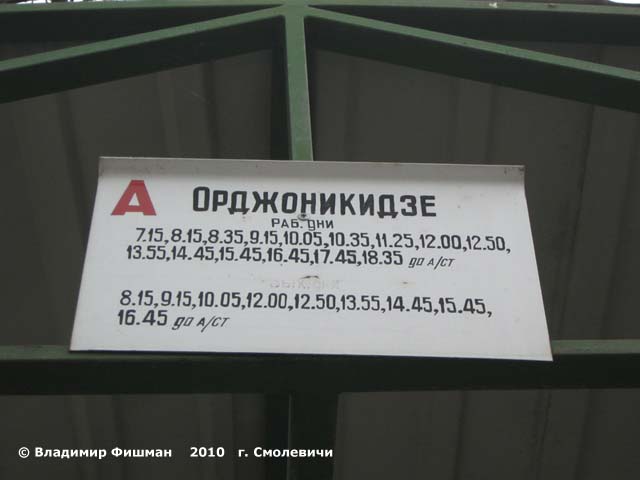 А ОРДЖОНИКИДЗЕ
РАБ. ДНИ
7.15,8.15,8.35,9.15,10.05,10.35,11.25,12.00,12.50,
13.55,14.45,15.45,16.45,17.45,18.35 до А/СТ
8.15,9.15,10.05,12.00,12.50,13.55,14.45,15.45,
16.45 до А/СТ
© Владимир Фишман 2010 г. Смолевичи